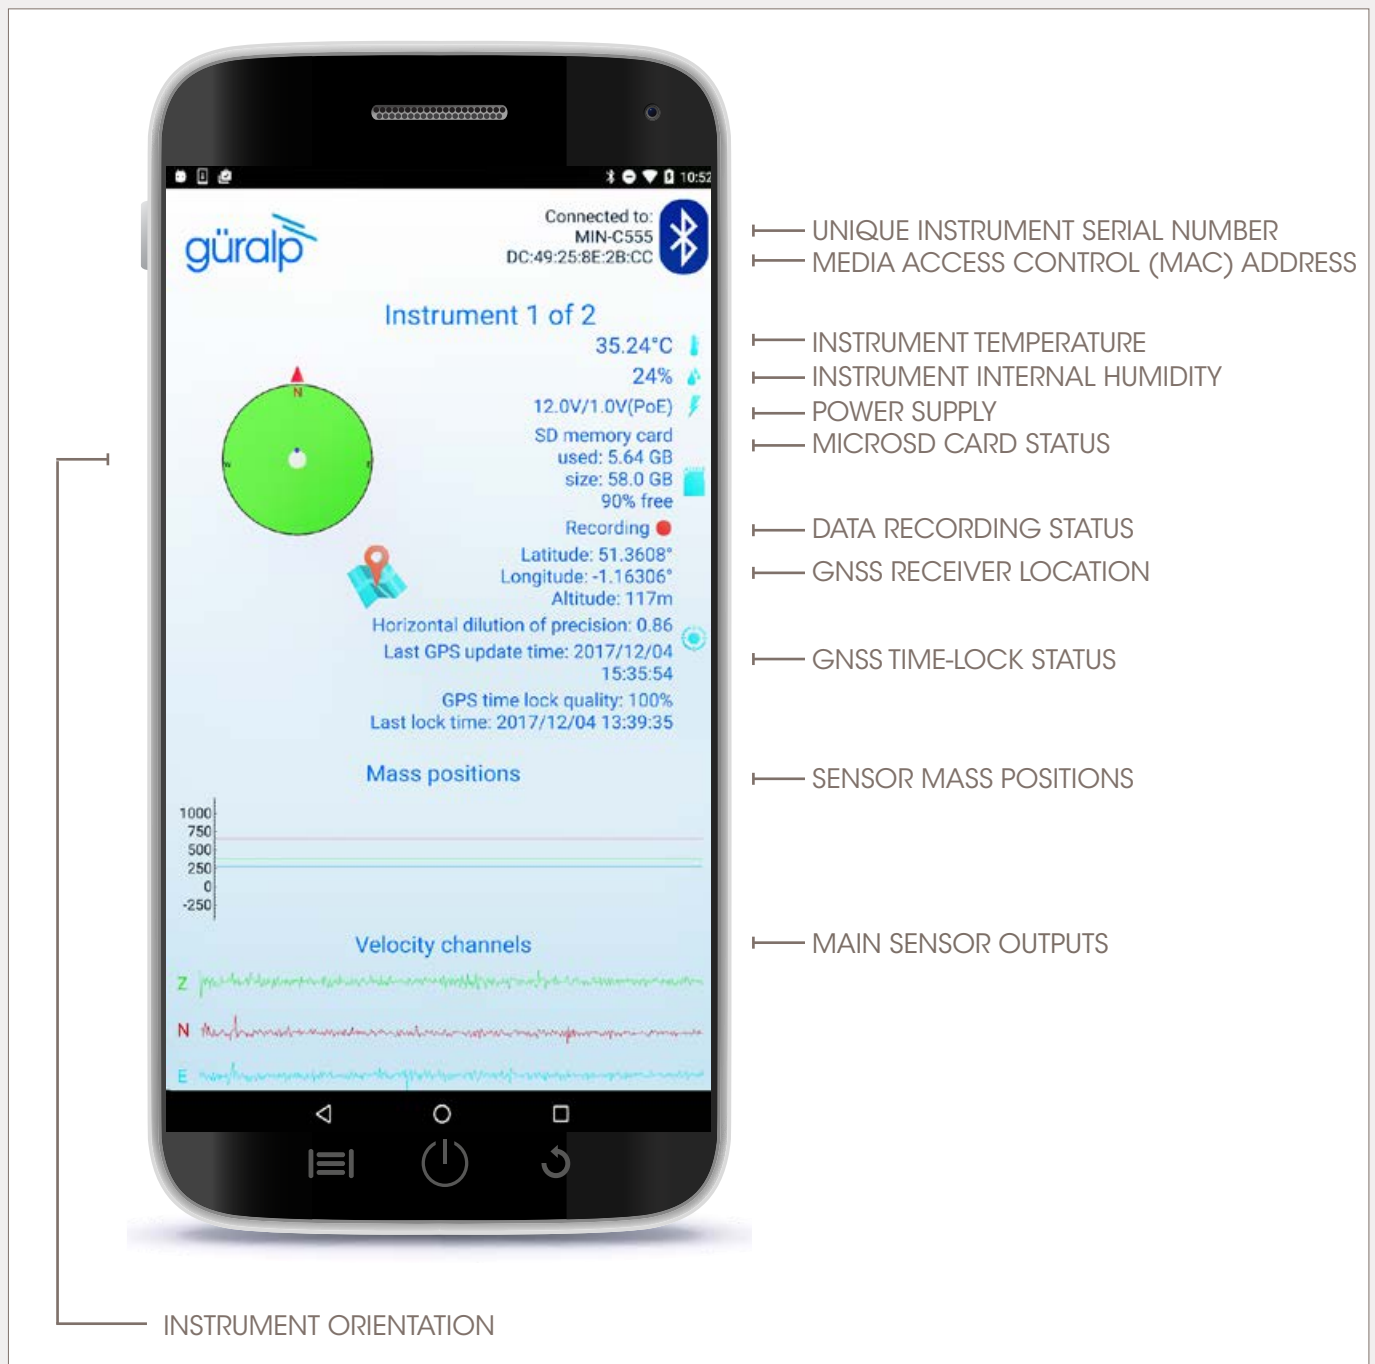 10:52
güralp
Connected to:
MIN-C555
DC:49:25:8E:2B:CC
UNIQUE INSTRUMENT SERIAL NUMBER
MEDIA ACCESS CONTROL (MAC) ADDRESS
Instrument 1 of 2
35.24°C
INSTRUMENT TEMPERATURE
24%
INSTRUMENT INTERNAL HUMIDITY
12.0V/1.0V(PoE)
POWER SUPPLY
SD memory card
used: 5.64 GB
size: 58.0 GB
90% free
MICROSD CARD STATUS
N
W
E
Recording
DATA RECORDING STATUS
Latitude: 51.3608°
Longitude: -1.16306°
Altitude: 117m
GNSS RECEIVER LOCATION
Horizontal dilution of precision: 0.86
Last GPS update time: 2017/12/04
15:35:54
GPS time lock quality: 100%
Last lock time: 2017/12/04 13:39:35
GNSS TIME-LOCK STATUS
Mass positions
SENSOR MASS POSITIONS
1000
750
500
250
0
-250
Velocity channels
MAIN SENSOR OUTPUTS
Z
N
E
INSTRUMENT ORIENTATION